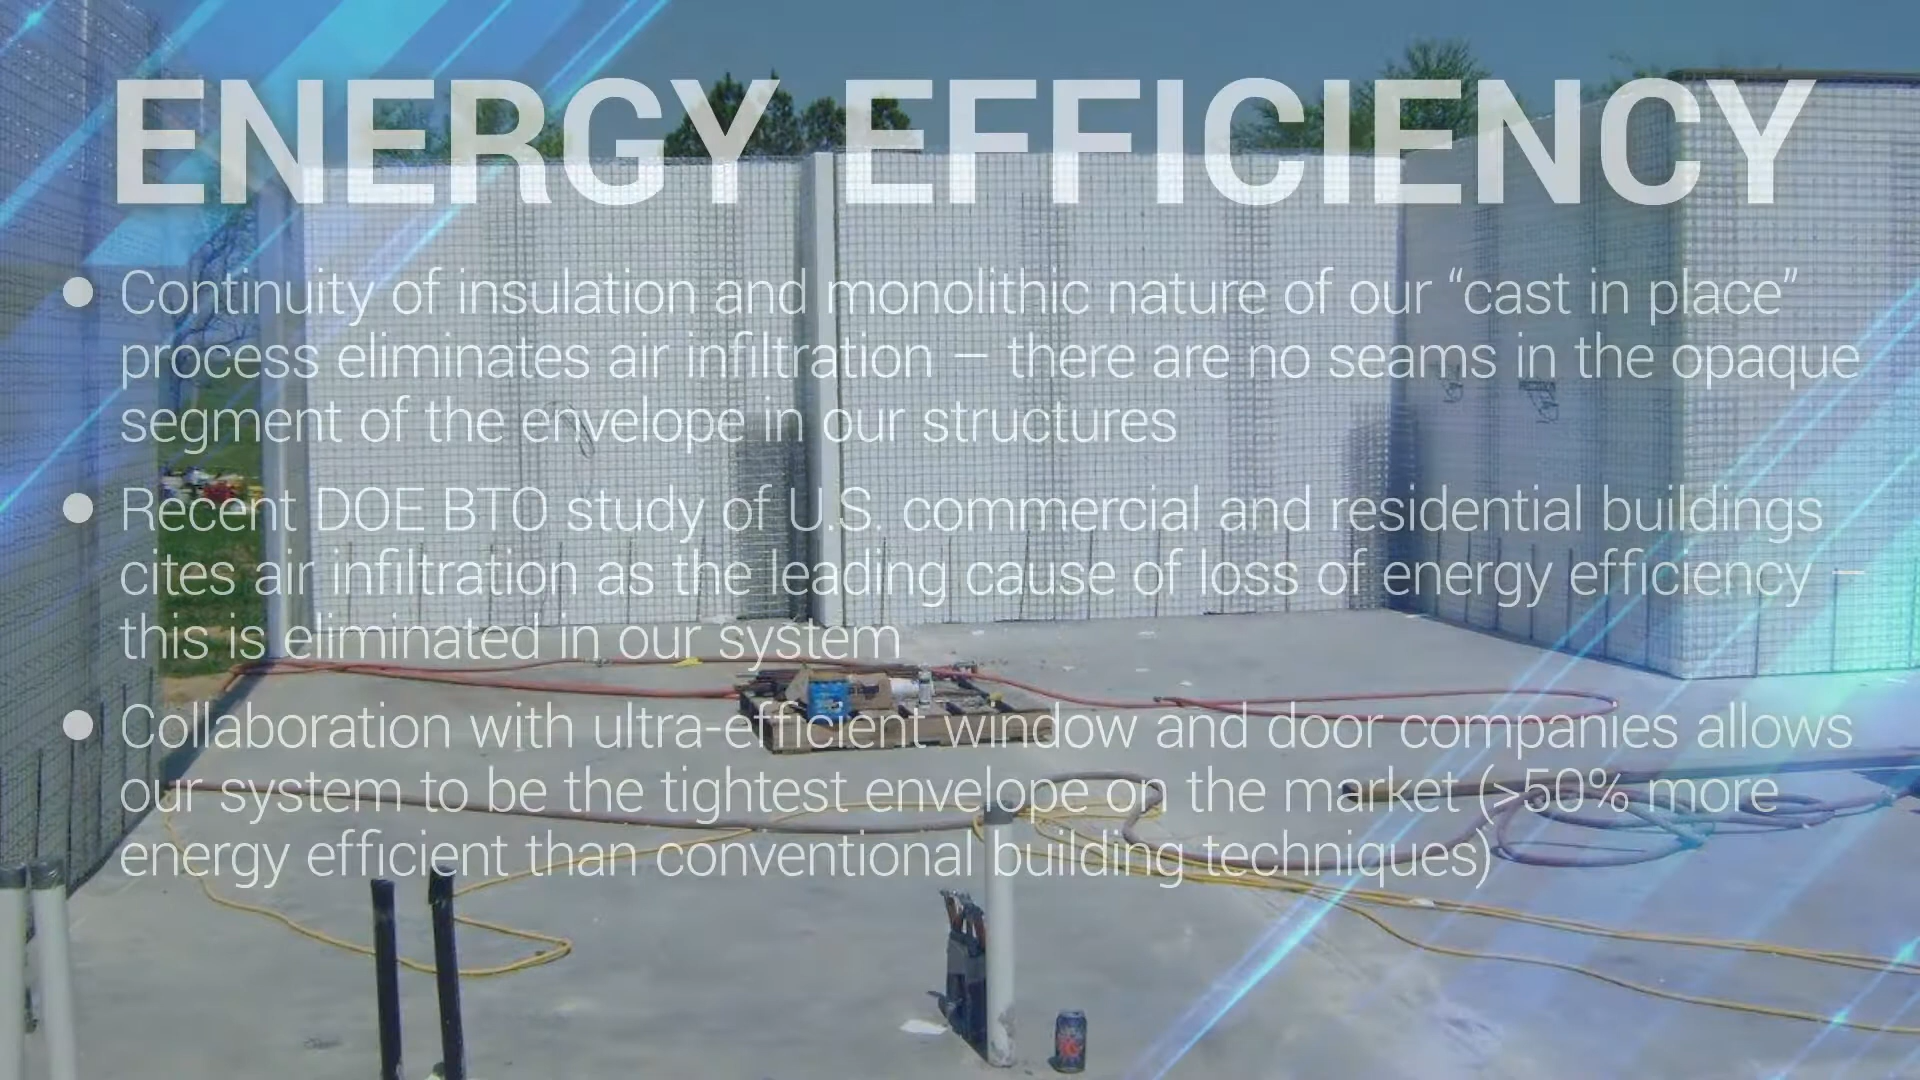 ENERGY EFFICIENCY
• Continuity of insulation and monolithic nature of our “cast in place”
process eliminates air infiltration – there are no seams in the opaque
segment of the envelope in our structures
• Recent DOE BTO study of U.S. commercial and residential buildings
cites air infiltration as the leading cause of loss of energy efficiency
this is eliminated in our system
• Collaboration with ultra-efficient window and door companies allows
our system to be the tightest envelope on the market (>50% more
energy efficient than conventional building techniques)